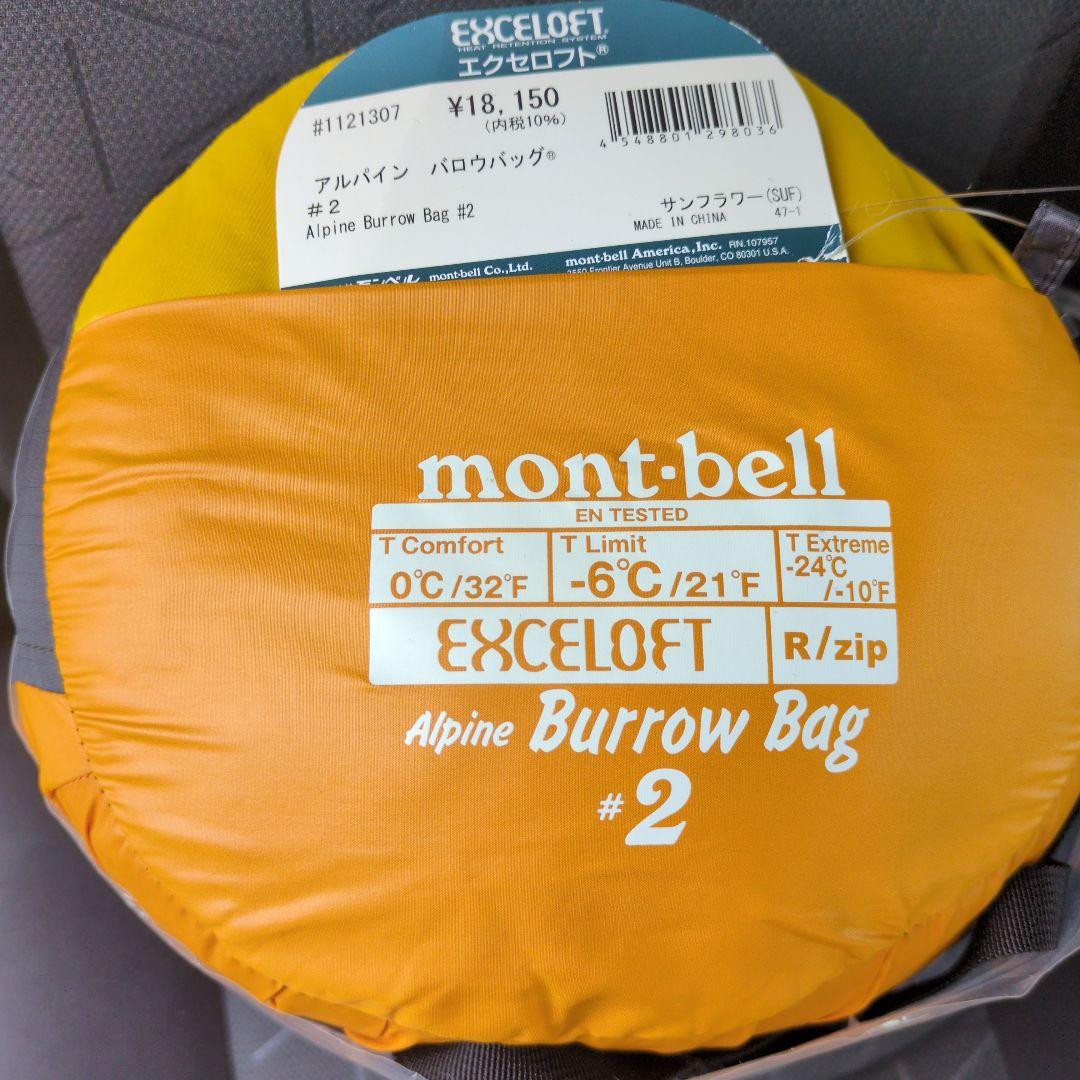 EXCELOFT®
HEAT RETENTION SYSTEM
エクセロフト®
#1121307 ¥18,150
(内税10%)
4 548801 298036
アルパイン バロウバッグ®
#2
Alpine Burrow Bag #2
サンフラワー(SUF)
MADE IN CHINA 47-1
モンベル mont-bell Co.,Ltd. mont-bell America,Inc. RN.107957
Frontier Avenue Unit B, Boulder, CO 80301 U.S.A.
mont-bell
EN TESTED
T Comfort T Limit T Extreme
0℃/32°F -6℃/21°F -24℃
/-10°F
EXCELOFT R/zip
Alpine Burrow Bag
#2